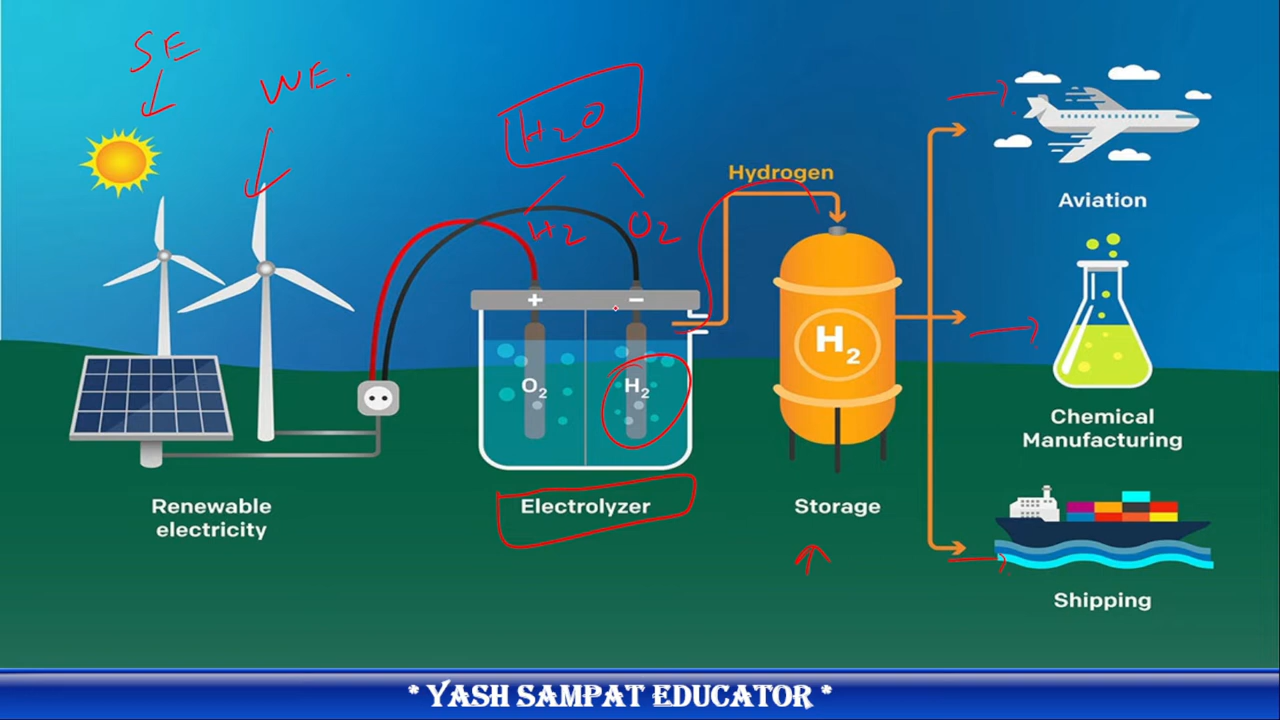 SE
WE.
H2O
H2
O2
Hydrogen
+
−
O2
H2
H2
Aviation
Chemical
Manufacturing
Renewable
electricity
Electrolyzer
Storage
Shipping
* YASH SAMPAT EDUCATOR *